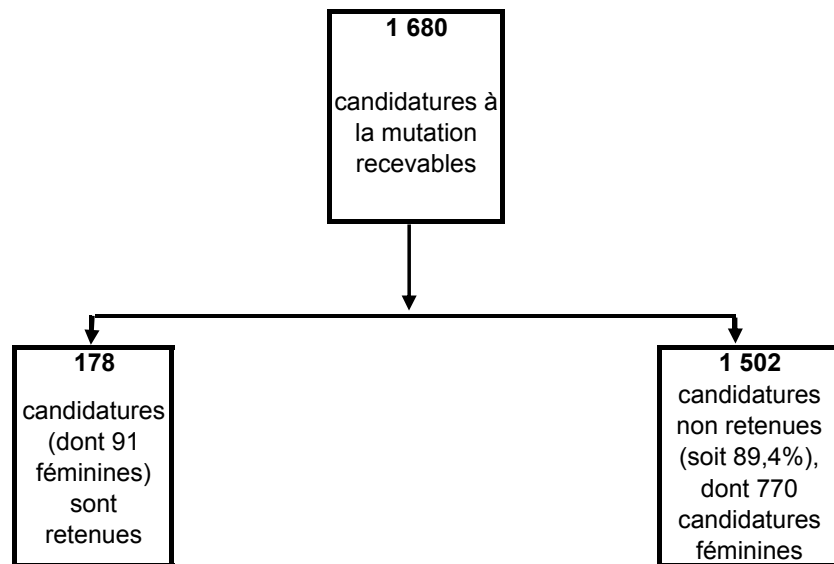 1 680
candidatures à
la mutation
recevables
178
candidatures
(dont 91
féminines)
sont
retenues
1 502
candidatures
non retenues
(soit 89,4%),
dont 770
candidatures
féminines